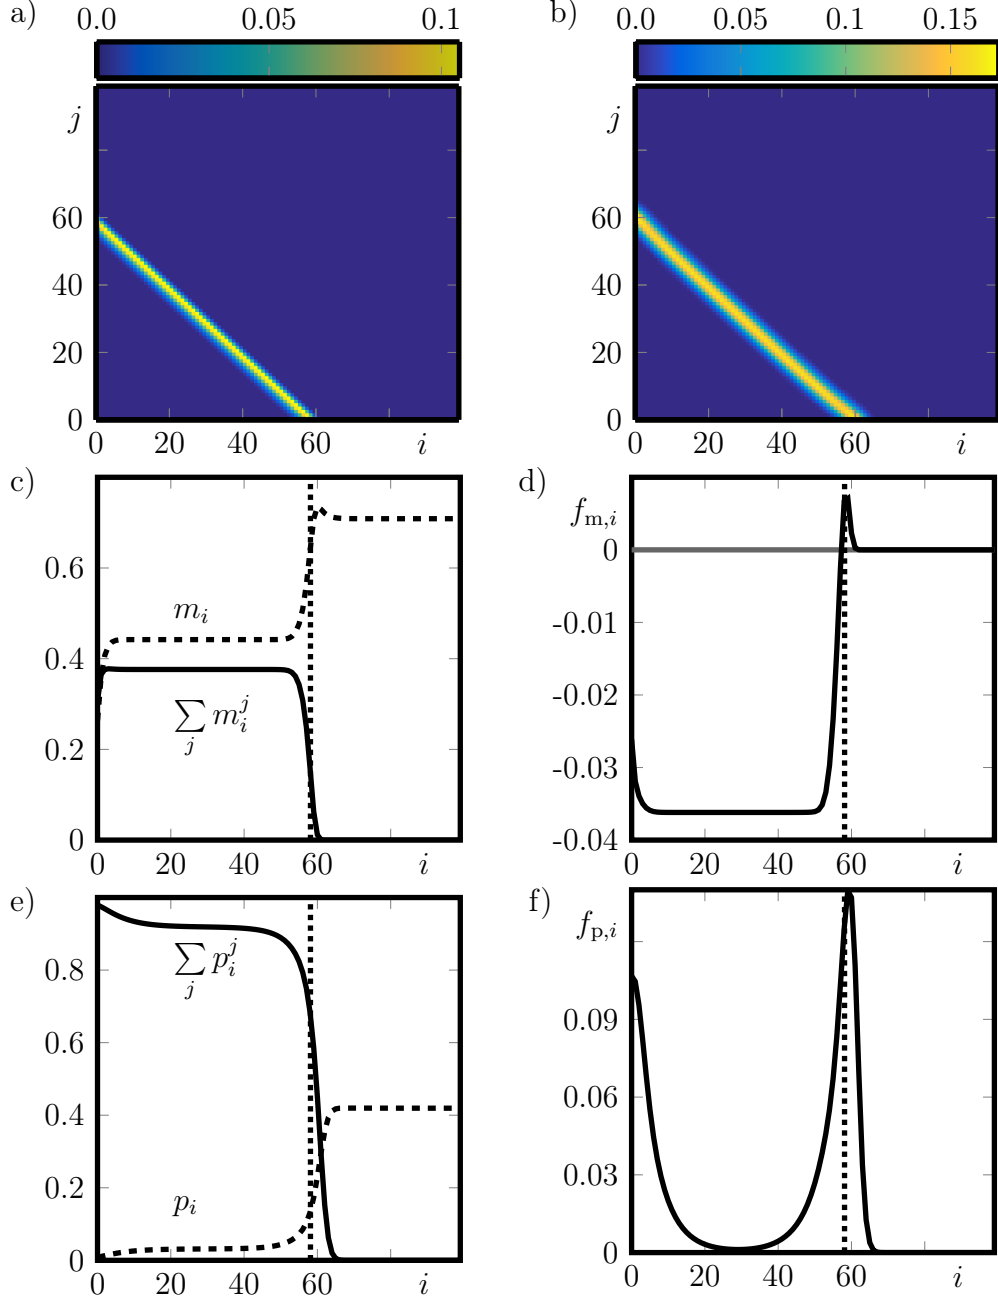 a) 0.0 0.05 0.1
j
60
40
20
0
0 20 40 60 i
b) 0.0 0.05 0.1 0.15
j
60
40
20
0
0 20 40 60 i
c)
0.6
0.4
0.2
0
m_i
∑_j m_i^j
0 20 40 60 i
d)
f_{m,i}
0
-0.01
-0.02
-0.03
-0.04
0 20 40 60 i
e)
0.8
0.6
0.4
0.2
0
∑_j p_i^j
p_i
0 20 40 60 i
f)
f_{p,i}
0.09
0.06
0.03
0
0 20 40 60 i